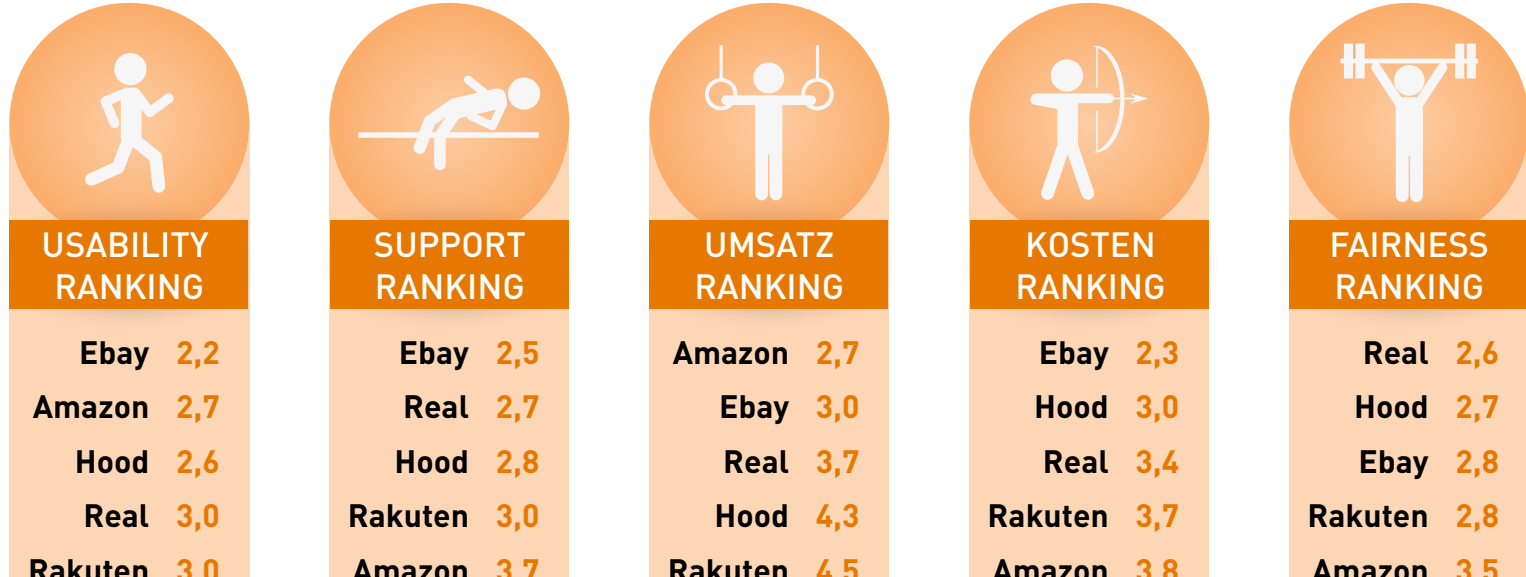 USABILITY
RANKING
Ebay 2,2
Amazon 2,7
Hood 2,6
Real 3,0
Rakuten 3,0
SUPPORT
RANKING
Ebay 2,5
Real 2,7
Hood 2,8
Rakuten 3,0
Amazon 3,7
UMSATZ
RANKING
Amazon 2,7
Ebay 3,0
Real 3,7
Hood 4,3
Rakuten 4,5
KOSTEN
RANKING
Ebay 2,3
Hood 3,0
Real 3,4
Rakuten 3,7
Amazon 3,8
FAIRNESS
RANKING
Real 2,6
Hood 2,7
Ebay 2,8
Rakuten 2,8
Amazon 3,5